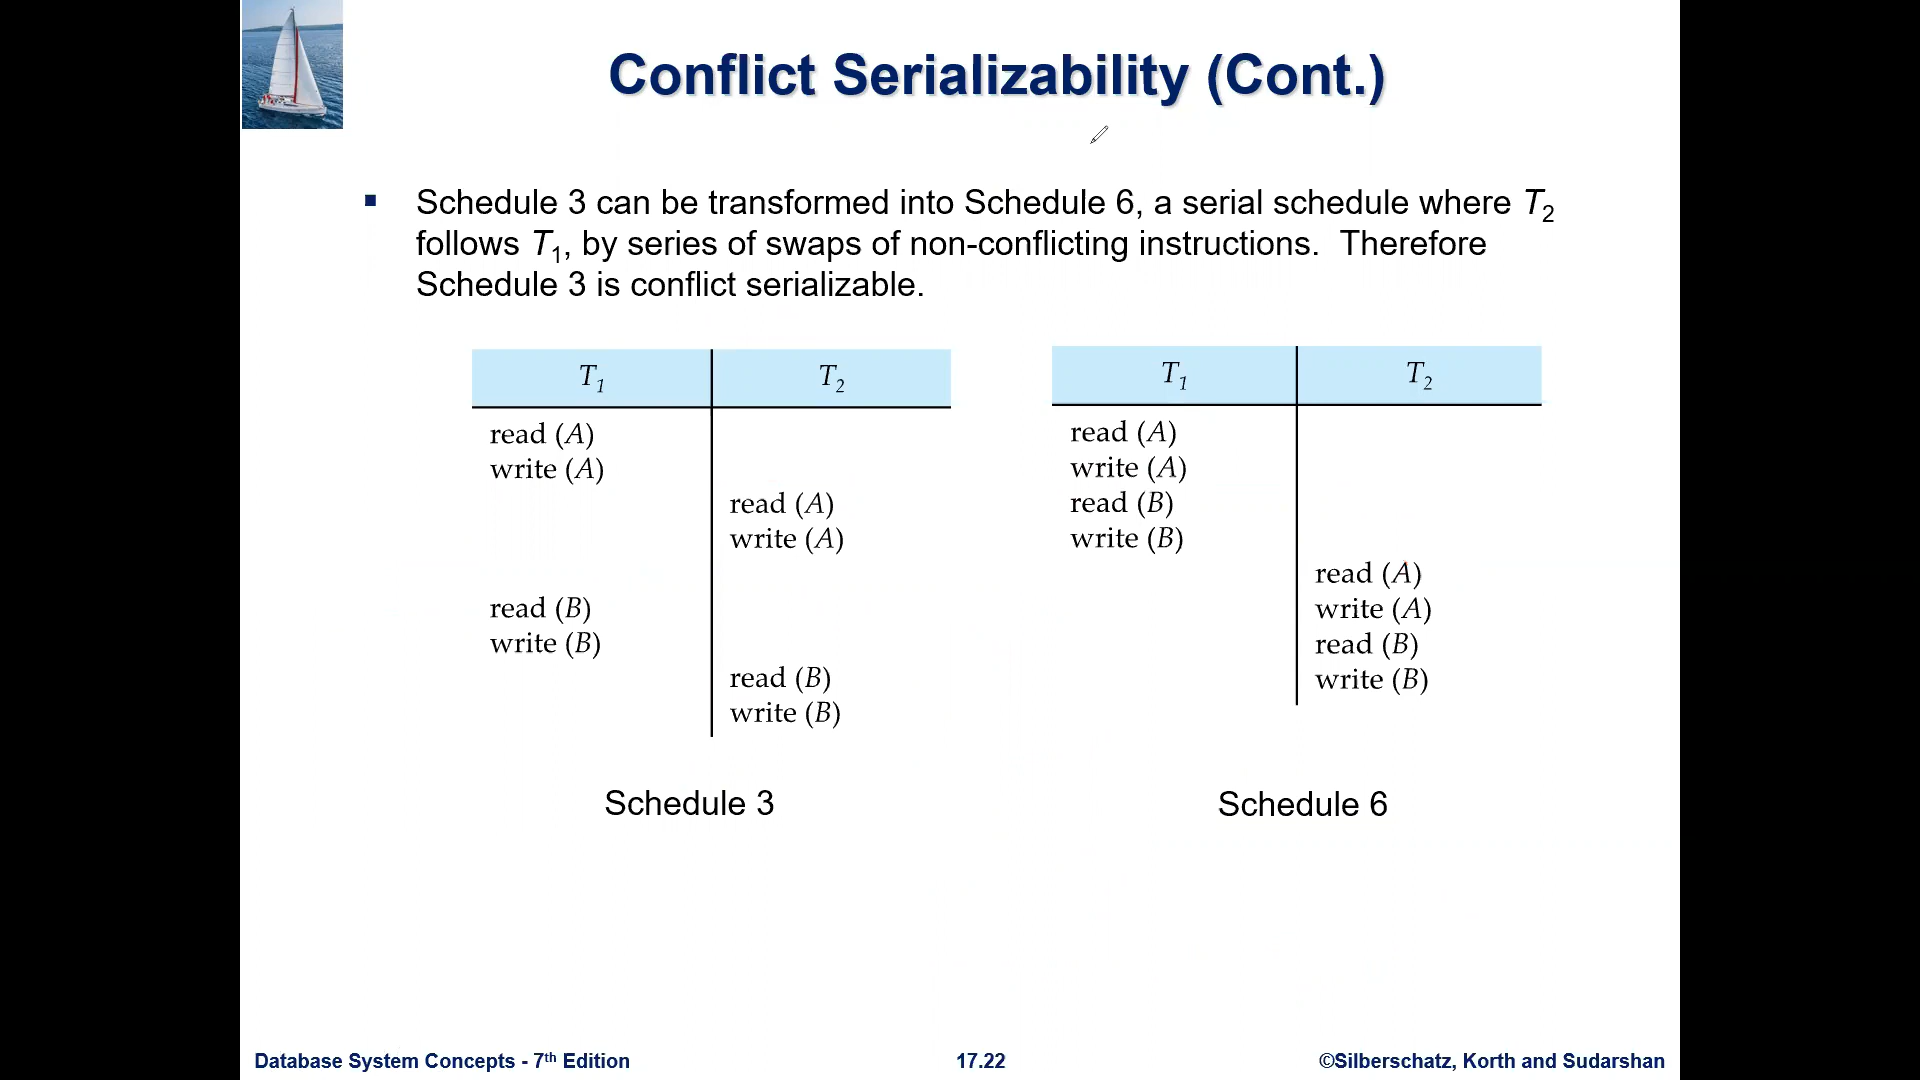 Conflict Serializability (Cont.)
▪ Schedule 3 can be transformed into Schedule 6, a serial schedule where T2
follows T1, by series of swaps of non-conflicting instructions. Therefore
Schedule 3 is conflict serializable.
T1 T2
read (A)
write (A)
read (A)
write (A)
read (B)
write (B)
read (B)
write (B)
Schedule 3
T1 T2
read (A)
write (A)
read (B)
write (B)
read (A)
write (A)
read (B)
write (B)
Schedule 6
Database System Concepts - 7th Edition 17.22 ©Silberschatz, Korth and Sudarshan